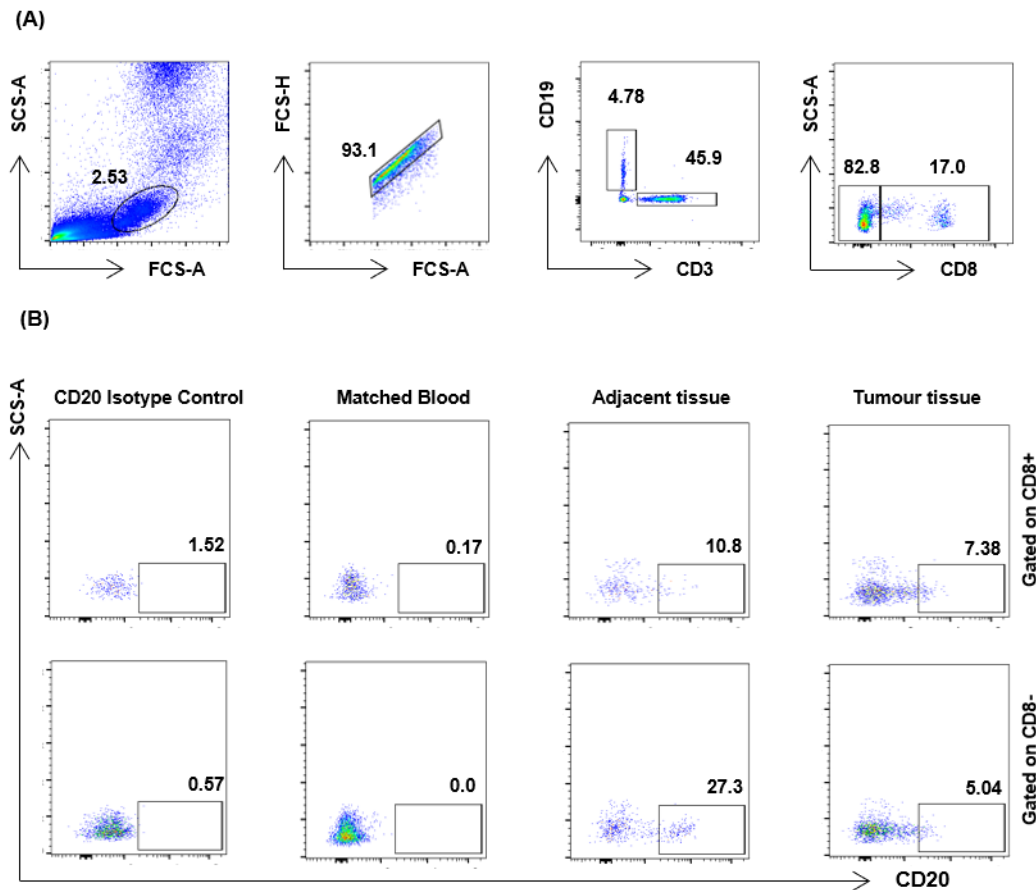 (A)
SCS-A
2.53
FCS-A
FCS-H
93.1
FCS-A
CD19
4.78
45.9
CD3
SCS-A
82.8
17.0
CD8
(B)
SCS-A
CD20 Isotype Control
Matched Blood
Adjacent tissue
Tumour tissue
1.52
0.17
10.8
7.38
Gated on CD8+
0.57
0.0
27.3
5.04
Gated on CD8-
CD20